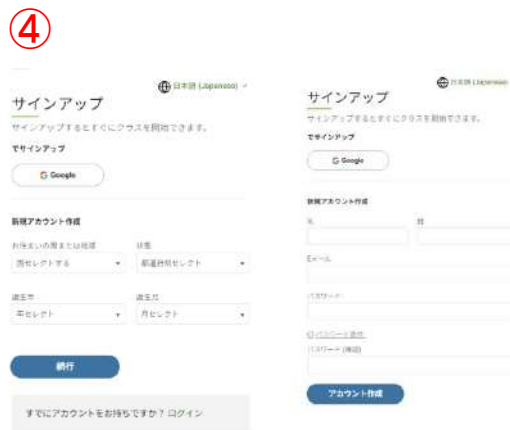 ④
日本語 (Japanese)
サインアップ
サインアップするとすぐにクラスを開始できます。
でサインアップ
G Google
新規アカウント作成
お住まいの国または地域 状態
国セレクトする 都道府県セレクト
誕生年 誕生月
年セレクト 月セレクト
続行
すでにアカウントをお持ちですか？ログイン
日本語 (Japanese)
サインアップ
サインアップするとすぐにクラスを開始できます。
でサインアップ
G Google
新規アカウント作成
名 姓
Eメール
パスワード
パスワード (確認)
アカウント作成